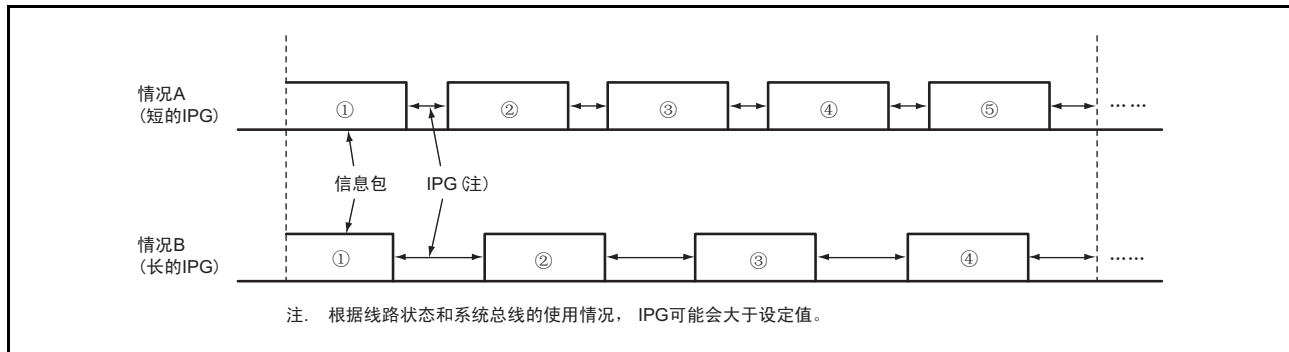 情况A
(短的IPG)
① ② ③ ④ ⑤ ……
信息包 IPG(注)
情况B
(长的IPG)
① ② ③ ④ ……
注. 根据线路状态和系统总线的使用情况， IPG可能会大于设定值。